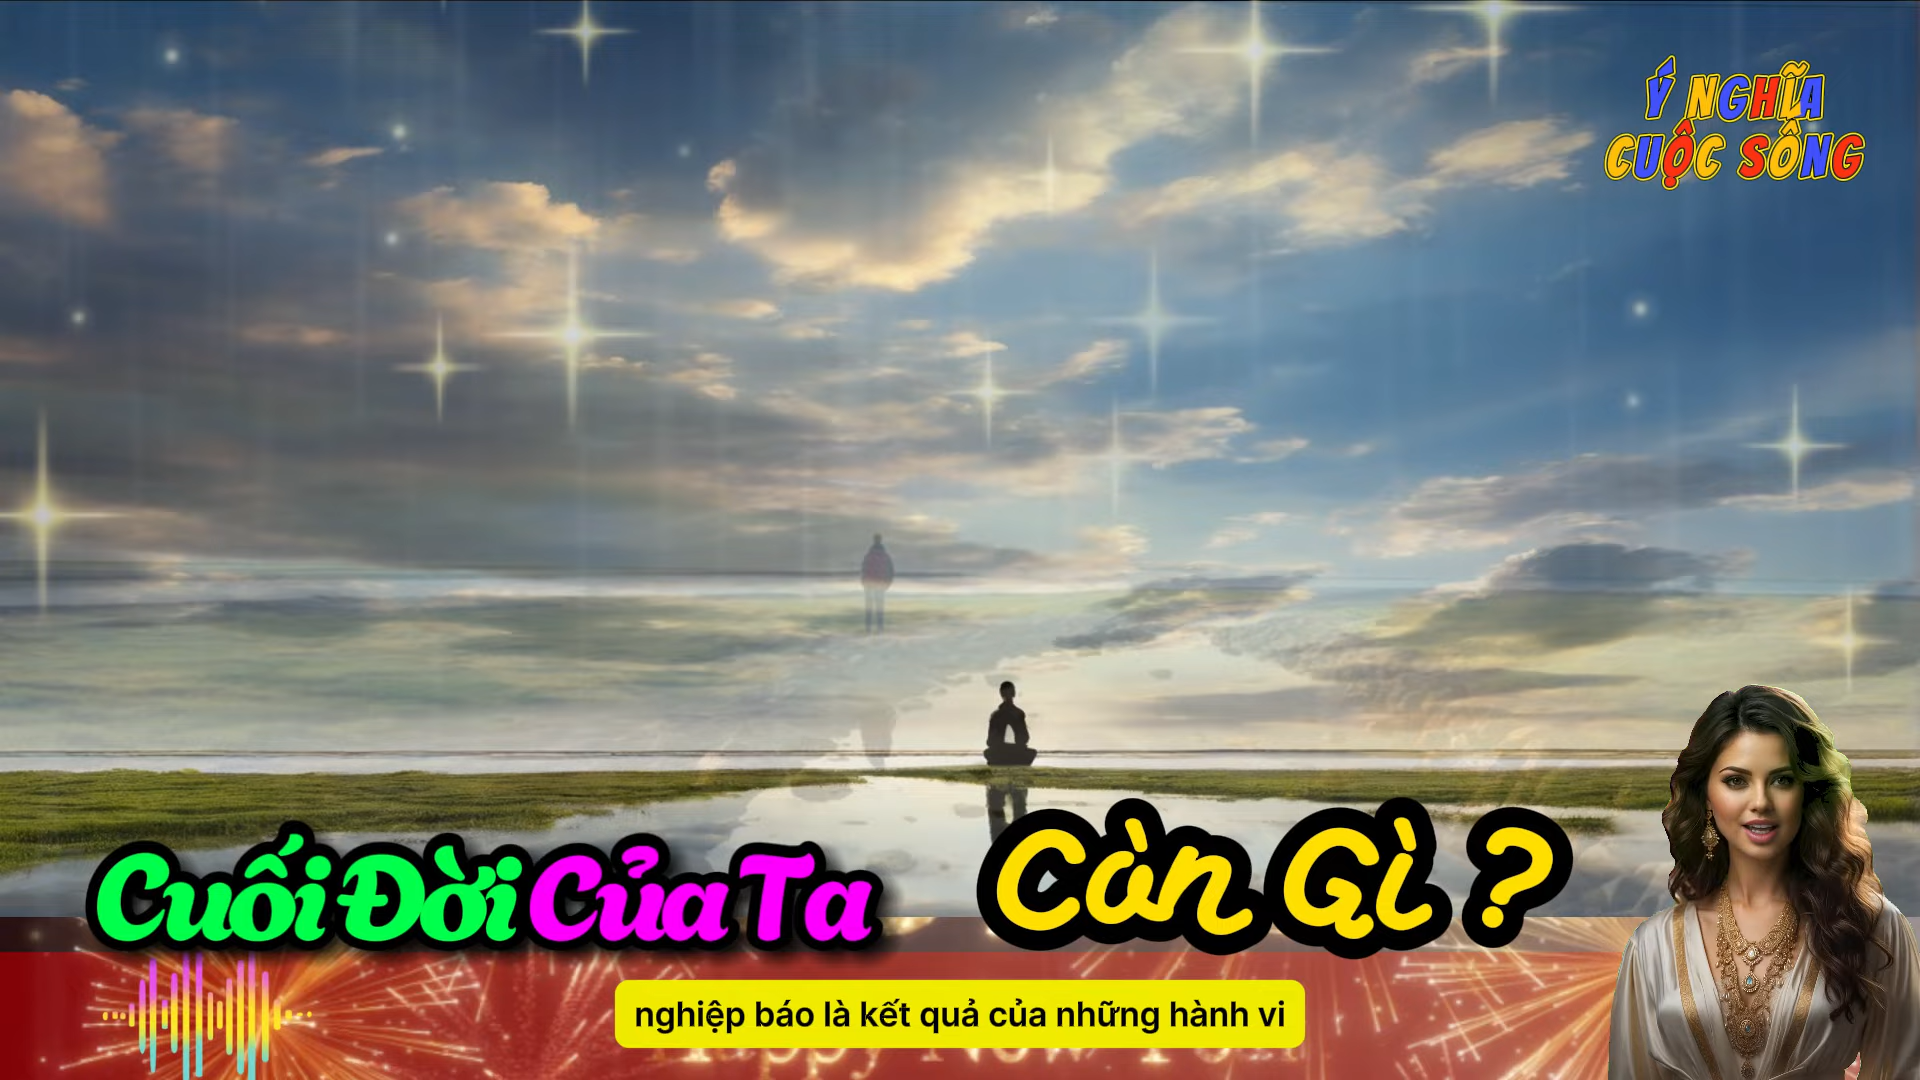 Ý NGHĨA
CUỘC SỐNG
Cuối Đời Của Ta Còn Gì ?
nghiệp báo là kết quả của những hành vi